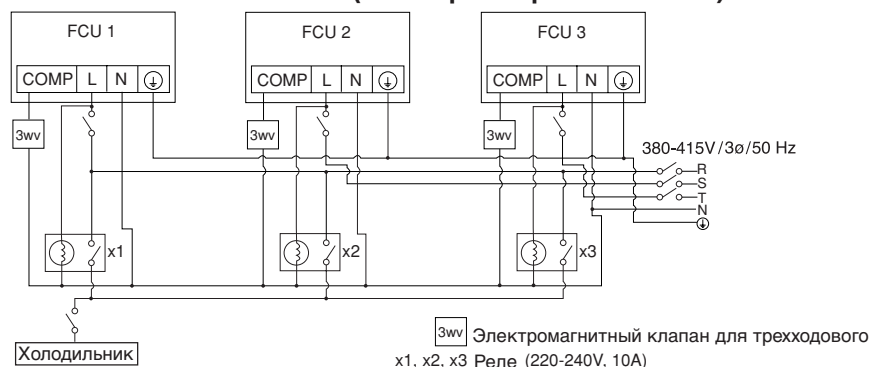 FCU 1
FCU 2
FCU 3
COMP L N
COMP L N
COMP L N
3wv
3wv
3wv
380-415V/3ø/50 Hz
R
S
T
N
x1
x2
x3
Холодильник
3wv Электромагнитный клапан для трехходового
x1, x2, x3 Реле (220-240V, 10A)